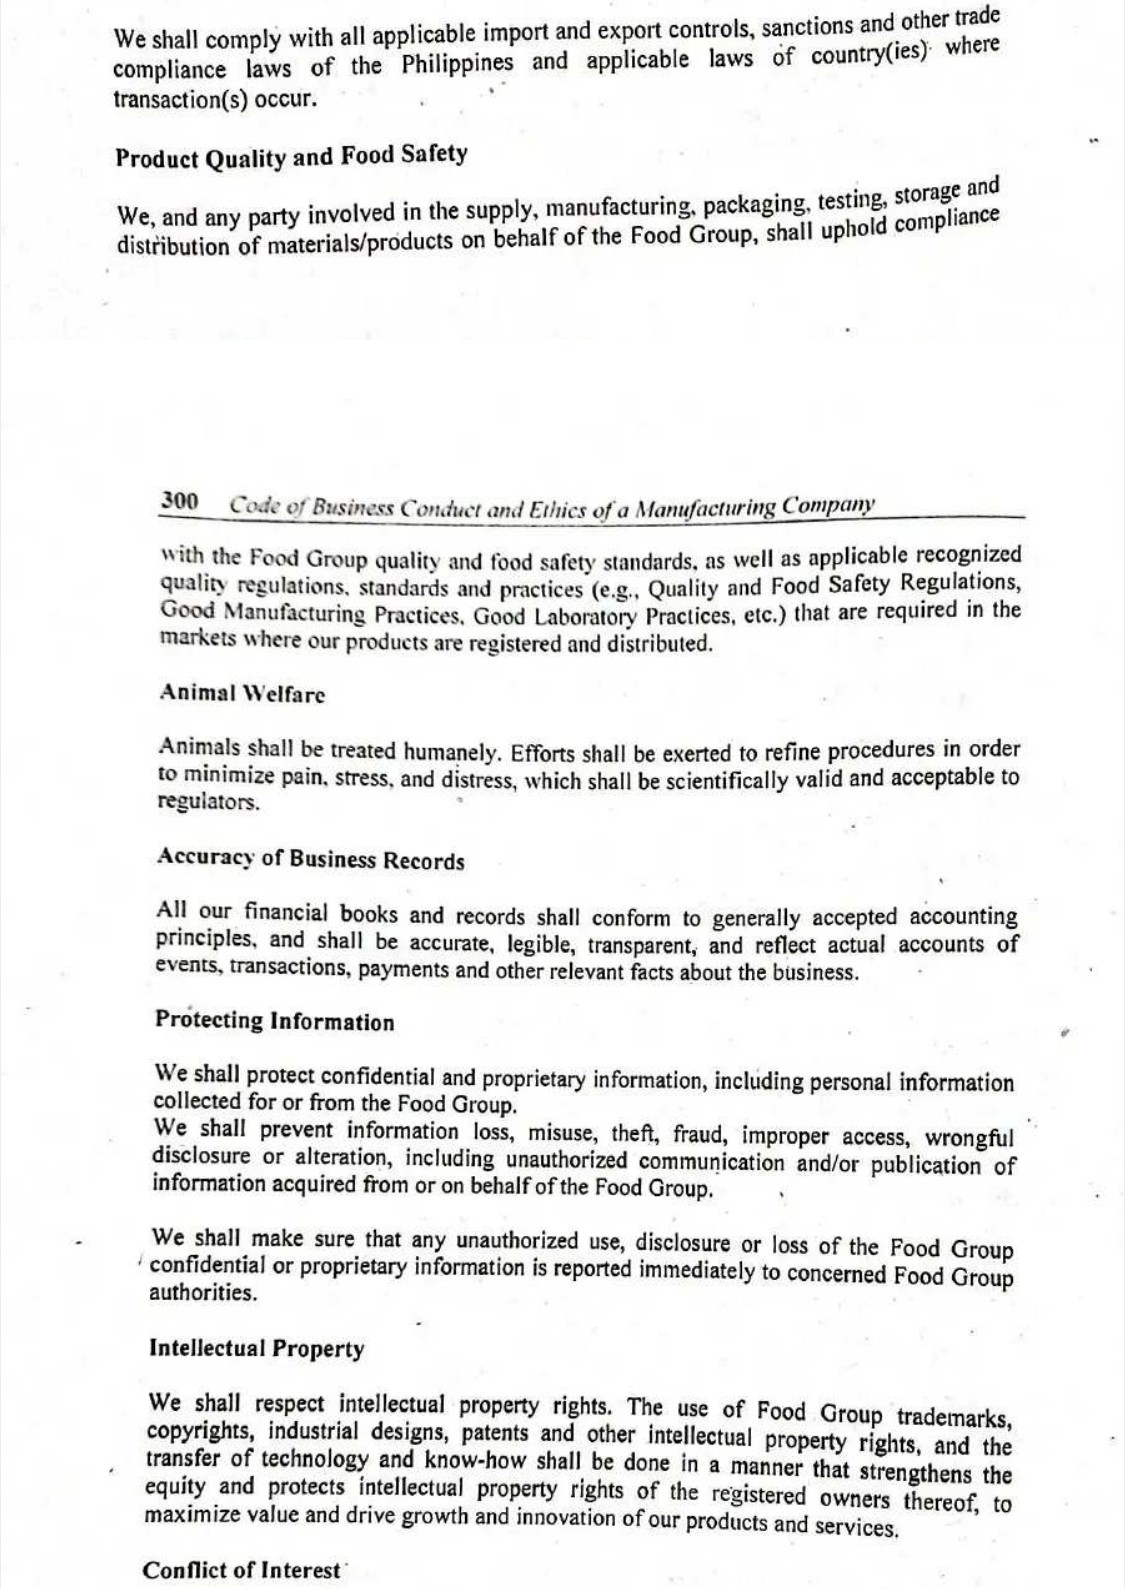 We shall comply with all applicable import and export controls, sanctions and other trade
compliance laws of the Philippines and applicable laws of country(ies) where
transaction(s) occur.
Product Quality and Food Safety
We, and any party involved in the supply, manufacturing, packaging, testing, storage and
distribution of materials/products on behalf of the Food Group, shall uphold compliance
300 Code of Business Conduct and Ethics of a Manufacturing Company
with the Food Group quality and food safety standards, as well as applicable recognized
quality regulations, standards and practices (e.g., Quality and Food Safety Regulations,
Good Manufacturing Practices, Good Laboratory Practices, etc.) that are required in the
markets where our products are registered and distributed.
Animal Welfare
Animals shall be treated humanely. Efforts shall be exerted to refine procedures in order
to minimize pain, stress, and distress, which shall be scientifically valid and acceptable to
regulators.
Accuracy of Business Records
All our financial books and records shall conform to generally accepted accounting
principles, and shall be accurate, legible, transparent, and reflect actual accounts of
events, transactions, payments and other relevant facts about the business.
Protecting Information
We shall protect confidential and proprietary information, including personal information
collected for or from the Food Group.
We shall prevent information loss, misuse, theft, fraud, improper access, wrongful
disclosure or alteration, including unauthorized communication and/or publication of
information acquired from or on behalf of the Food Group.
We shall make sure that any unauthorized use, disclosure or loss of the Food Group
confidential or proprietary information is reported immediately to concerned Food Group
authorities.
Intellectual Property
We shall respect intellectual property rights. The use of Food Group trademarks,
copyrights, industrial designs, patents and other intellectual property rights, and the
transfer of technology and know-how shall be done in a manner that strengthens the
equity and protects intellectual property rights of the registered owners thereof, to
maximize value and drive growth and innovation of our products and services.
Conflict of Interest